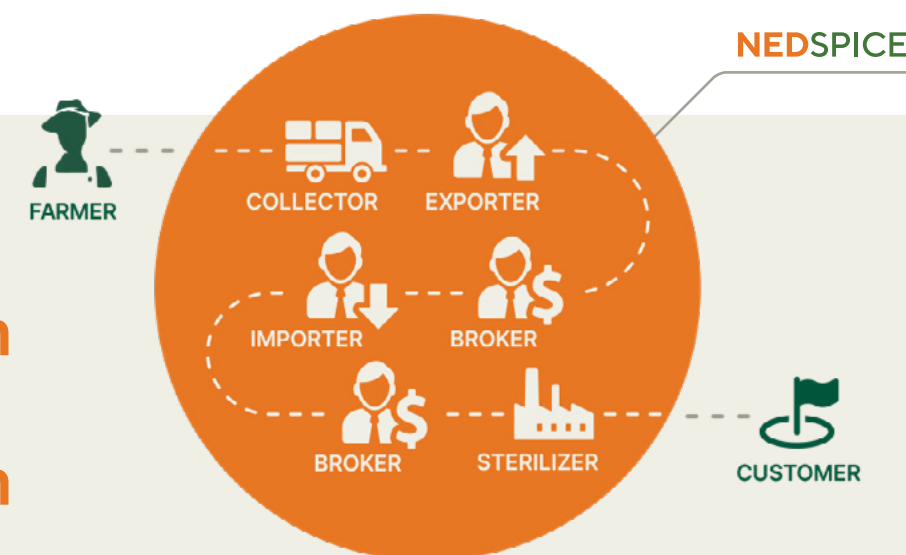 NEDSPICE
FARMER
COLLECTOR
EXPORTER
IMPORTER
BROKER
BROKER
STERILIZER
CUSTOMER